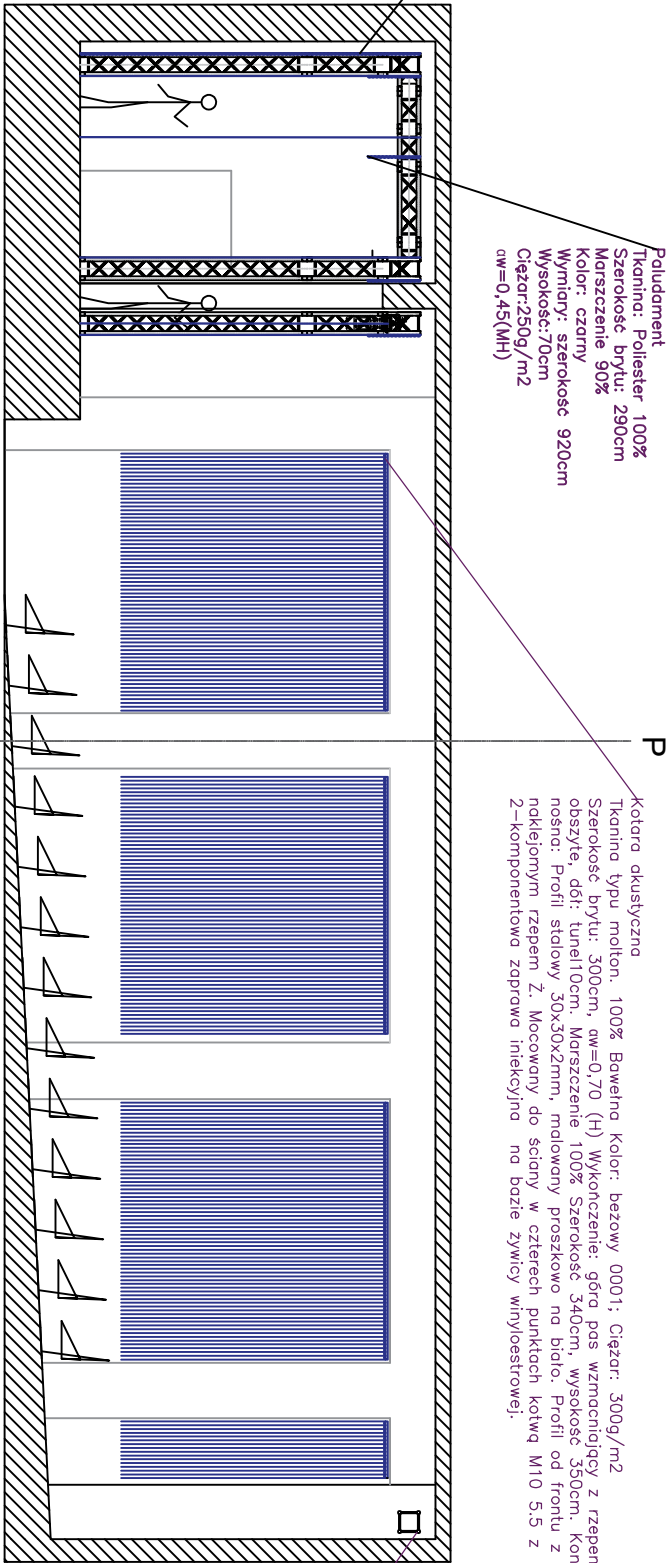 Paludament
Tkanina: Poliester 100%
Szerokość brytu: 290cm
Marszczenie 90%
Kolor: czarny
Wymiary: szerokość 920cm
Wysokość:70cm
Ciężar:250g/m2
αw=0,45(MH)
P
Kotara akustyczna
Tkanina typu molton. 100% Bawełna Kolor: beżowy 0001; Ciężar: 300g/m2
Szerokość brytu: 300cm, αw=0,70 (H) Wykończenie: góra pas wzmacniający z rzepem
obszyte, dół: tunel10cm. Marszczenie 100% Szerokość 340cm, wysokość 350cm. Kon
nośna: Profil stalowy 30x30x2mm, malowany proszkowo na biało. Profil od frontu z
naklejomym rzepem Ż. Mocowany do ściany w czterech punktach kotwą M10 5.5 z
2-komponentowa zaprawa iniekcyjna na bazie żywicy winyloestrowej.